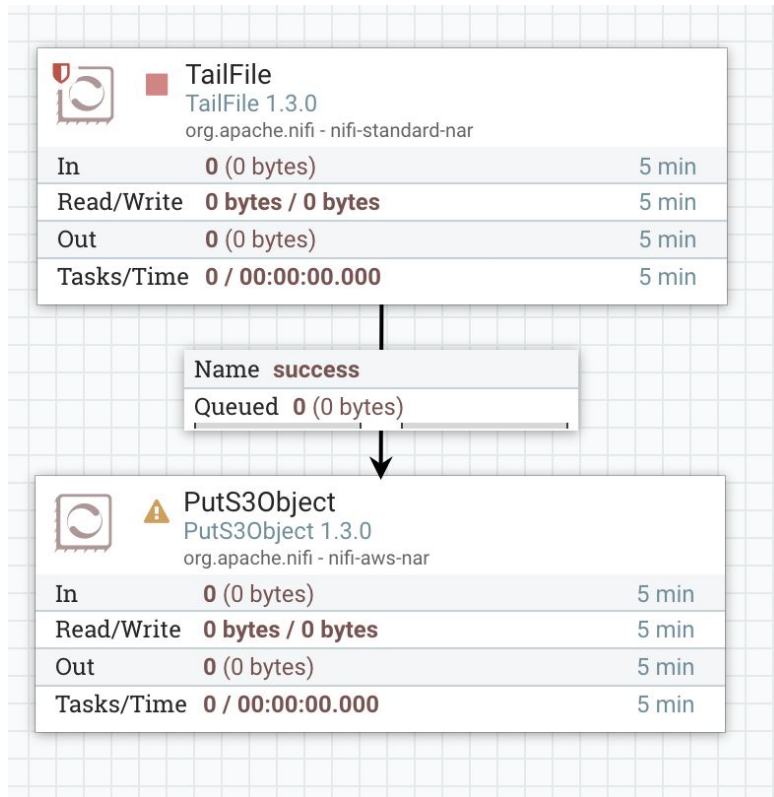 TailFile
TailFile 1.3.0
org.apache.nifi - nifi-standard-nar
In 0 (0 bytes) 5 min
Read/Write 0 bytes / 0 bytes 5 min
Out 0 (0 bytes) 5 min
Tasks/Time 0 / 00:00:00.000 5 min
Name success
Queued 0 (0 bytes)
PutS3Object
PutS3Object 1.3.0
org.apache.nifi - nifi-aws-nar
In 0 (0 bytes) 5 min
Read/Write 0 bytes / 0 bytes 5 min
Out 0 (0 bytes) 5 min
Tasks/Time 0 / 00:00:00.000 5 min